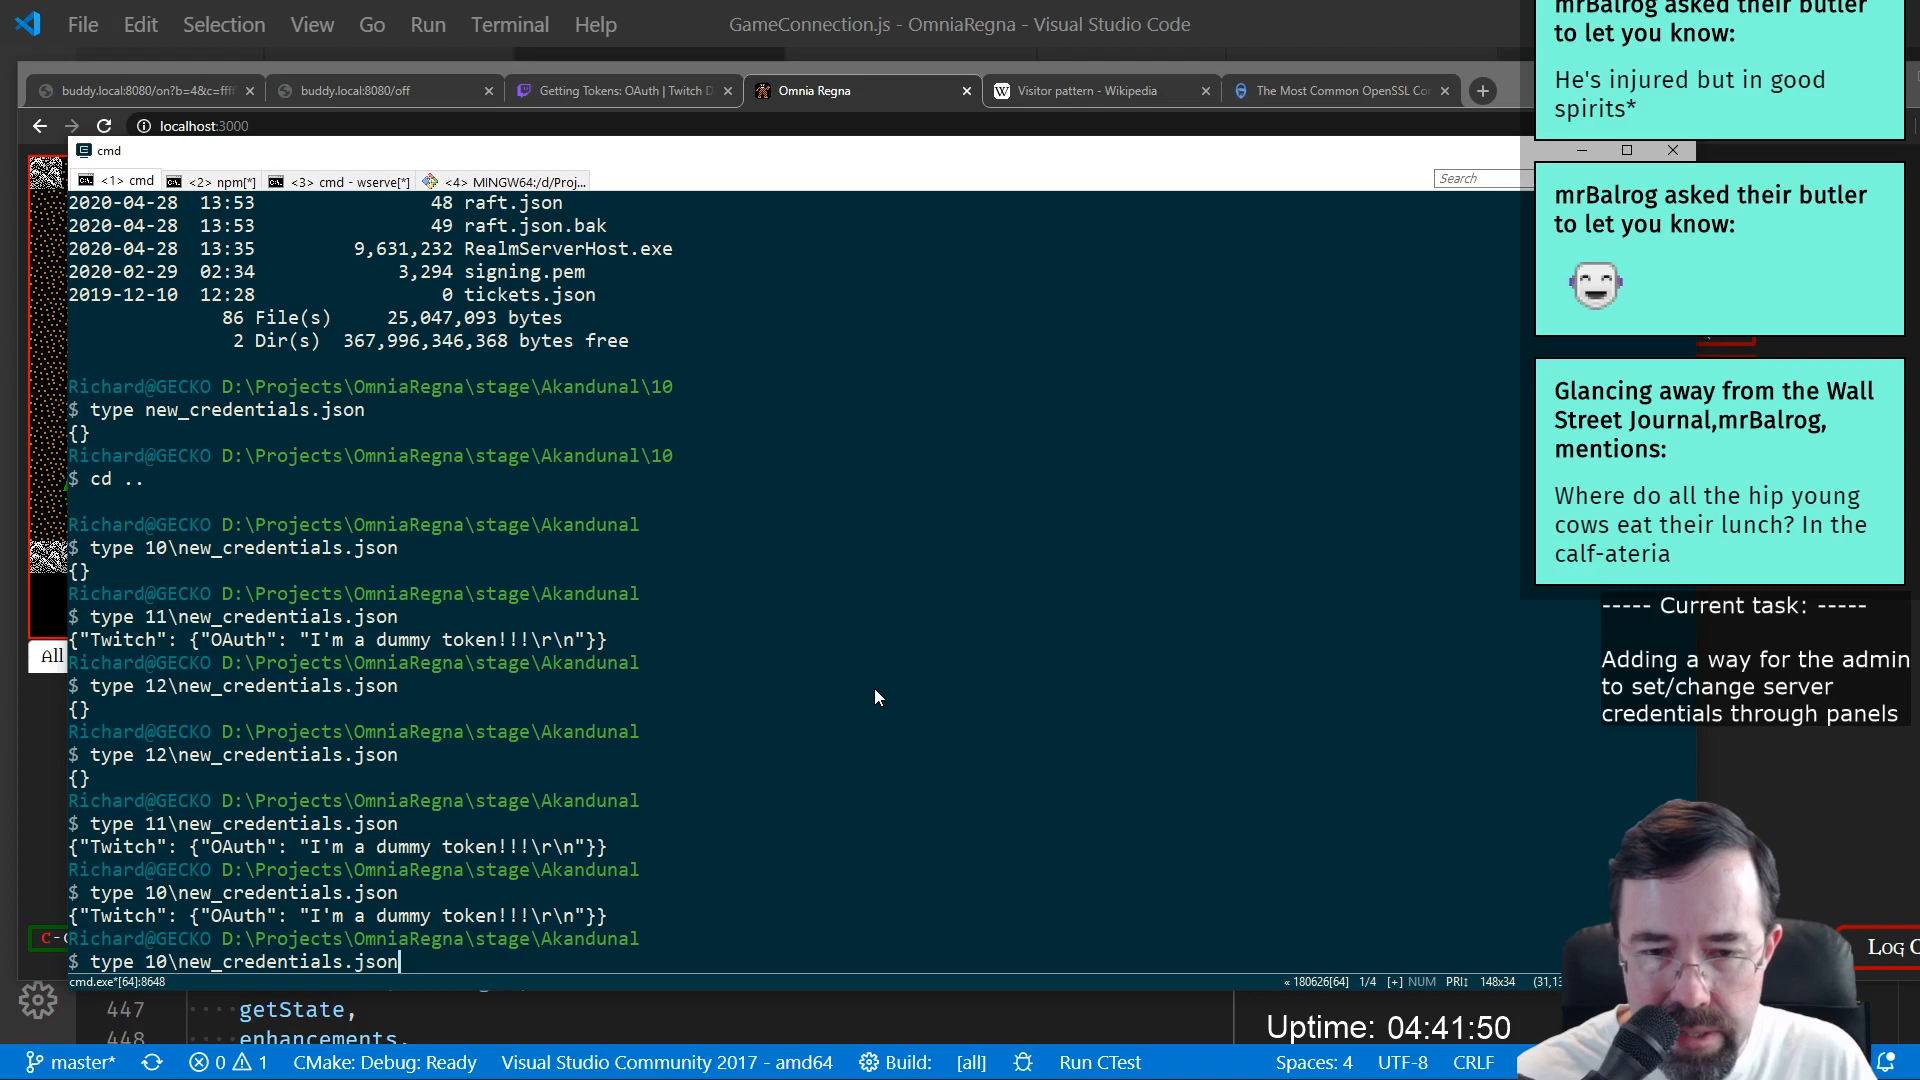 File Edit Selection View Go Run Terminal Help
GameConnection.js - OmniaRegna - Visual Studio Code
buddy.local:8080/on?b=4&c=ffff
buddy.local:8080/off
Getting Tokens: OAuth | Twitch D
Omnia Regna
Visitor pattern - Wikipedia
The Most Common OpenSSL Co
localhost:3000
cmd
<1> cmd
<2> npm[*]
<3> cmd - wserve[*]
<4> MINGW64:/d/Proj...
Search
2020-04-28 13:53 48 raft.json
2020-04-28 13:53 49 raft.json.bak
2020-04-28 13:35 9,631,232 RealmServerHost.exe
2020-02-29 02:34 3,294 signing.pem
2019-12-10 12:28 0 tickets.json
86 File(s) 25,047,093 bytes
2 Dir(s) 367,996,346,368 bytes free
Richard@GECKO D:\Projects\OmniaRegna\stage\Akandunal\10
$ type new_credentials.json
{}
Richard@GECKO D:\Projects\OmniaRegna\stage\Akandunal\10
$ cd ..
Richard@GECKO D:\Projects\OmniaRegna\stage\Akandunal
$ type 10\new_credentials.json
{}
Richard@GECKO D:\Projects\OmniaRegna\stage\Akandunal
$ type 11\new_credentials.json
{"Twitch": {"OAuth": "I'm a dummy token!!!\r\n"}}
Richard@GECKO D:\Projects\OmniaRegna\stage\Akandunal
$ type 12\new_credentials.json
{}
Richard@GECKO D:\Projects\OmniaRegna\stage\Akandunal
$ type 12\new_credentials.json
{}
Richard@GECKO D:\Projects\OmniaRegna\stage\Akandunal
$ type 11\new_credentials.json
{"Twitch": {"OAuth": "I'm a dummy token!!!\r\n"}}
Richard@GECKO D:\Projects\OmniaRegna\stage\Akandunal
$ type 10\new_credentials.json
{"Twitch": {"OAuth": "I'm a dummy token!!!\r\n"}}
Richard@GECKO D:\Projects\OmniaRegna\stage\Akandunal
$ type 10\new_credentials.json
cmd.exe*[64]:8648
« 180626[64] 1/4 [+] NUM PRI↕ 148x34 (31,13
All
C-
447 getState,
448 enhancements,
mrBalrog asked their butler
to let you know:
He's injured but in good
spirits*
mrBalrog asked their butler
to let you know:
Glancing away from the Wall
Street Journal,mrBalrog,
mentions:
Where do all the hip young
cows eat their lunch? In the
calf-ateria
----- Current task: -----
Adding a way for the admin
to set/change server
credentials through panels
Log
Uptime: 04:41:50
master* 0 1 CMake: Debug: Ready Visual Studio Community 2017 - amd64 Build: [all] Run CTest Spaces: 4 UTF-8 CRLF